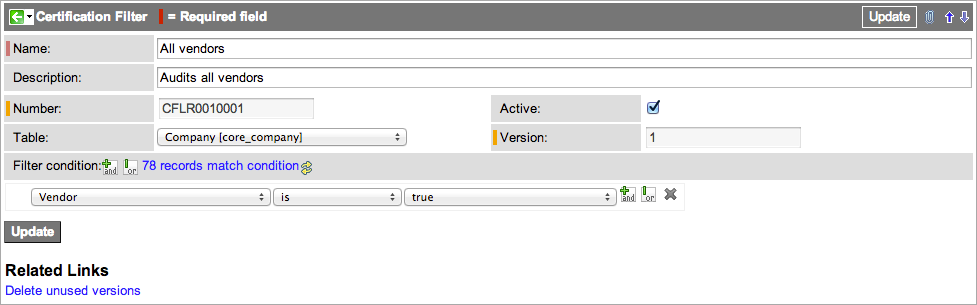 Certification Filter = Required field Update
Name: All vendors
Description: Audits all vendors
Number: CFLR0010001 Active:
Table: Company [core_company] Version: 1
Filter condition: and or 78 records match condition
Vendor is true and or
Update
Related Links
Delete unused versions